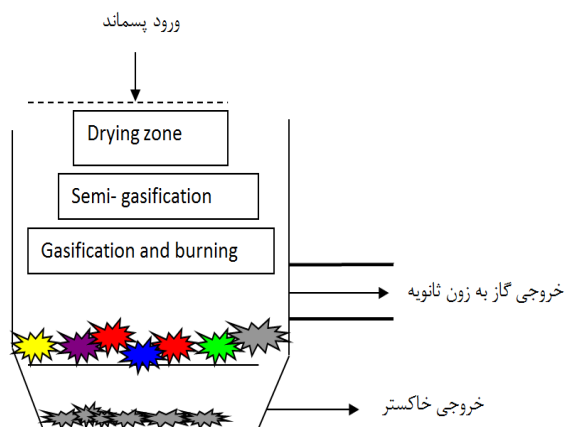 ورود پسماند
Drying zone
Semi- gasification
Gasification and burning
خروجی گاز به زون ثانویه
خروجی خاکستر